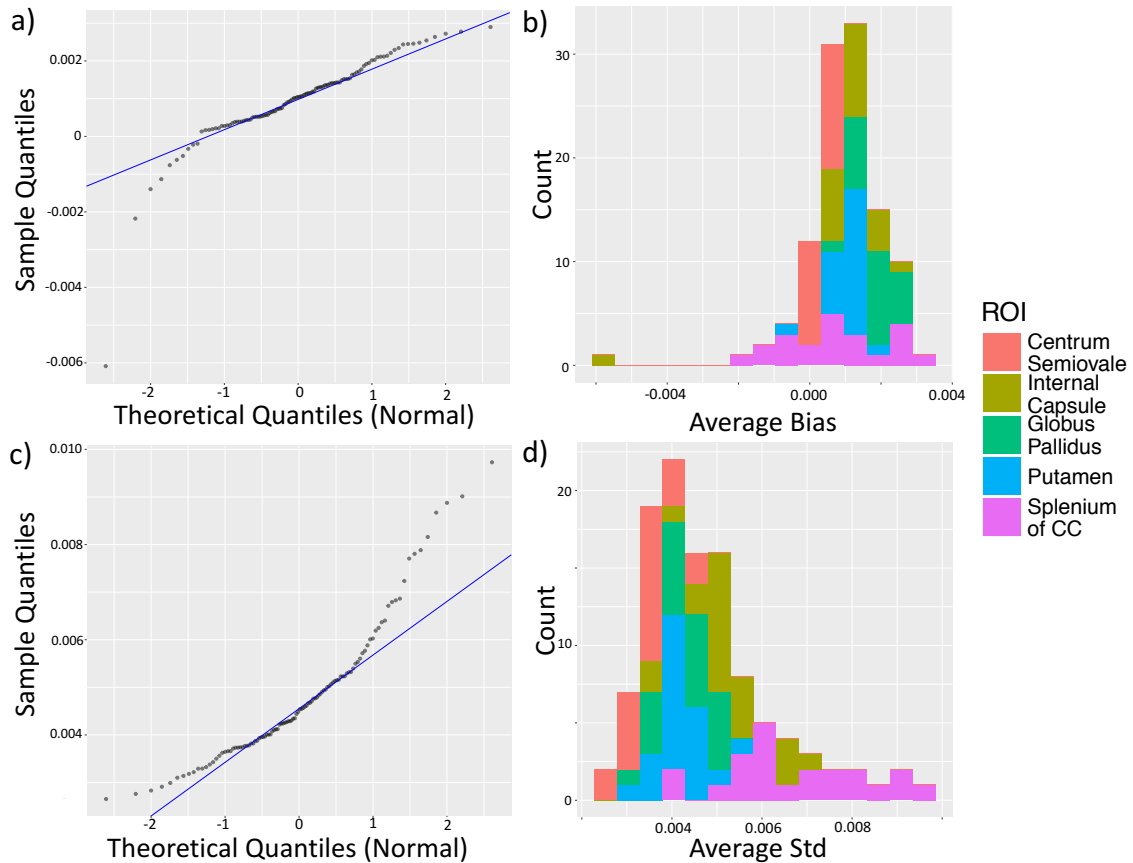 a)
0.002
0
-0.002
-0.004
-0.006
Sample Quantiles
-2
-1
0
1
2
Theoretical Quantiles (Normal)
b)
30
20
10
0
Count
-0.004
0.000
0.004
Average Bias
ROI
Centrum
Semiovale
Internal
Capsule
Globus
Pallidus
Putamen
Splenium
of CC
c)
0.010
0.008
0.006
0.004
Sample Quantiles
-2
-1
0
1
2
Theoretical Quantiles (Normal)
d)
20
10
0
Count
0.004
0.006
0.008
Average Std